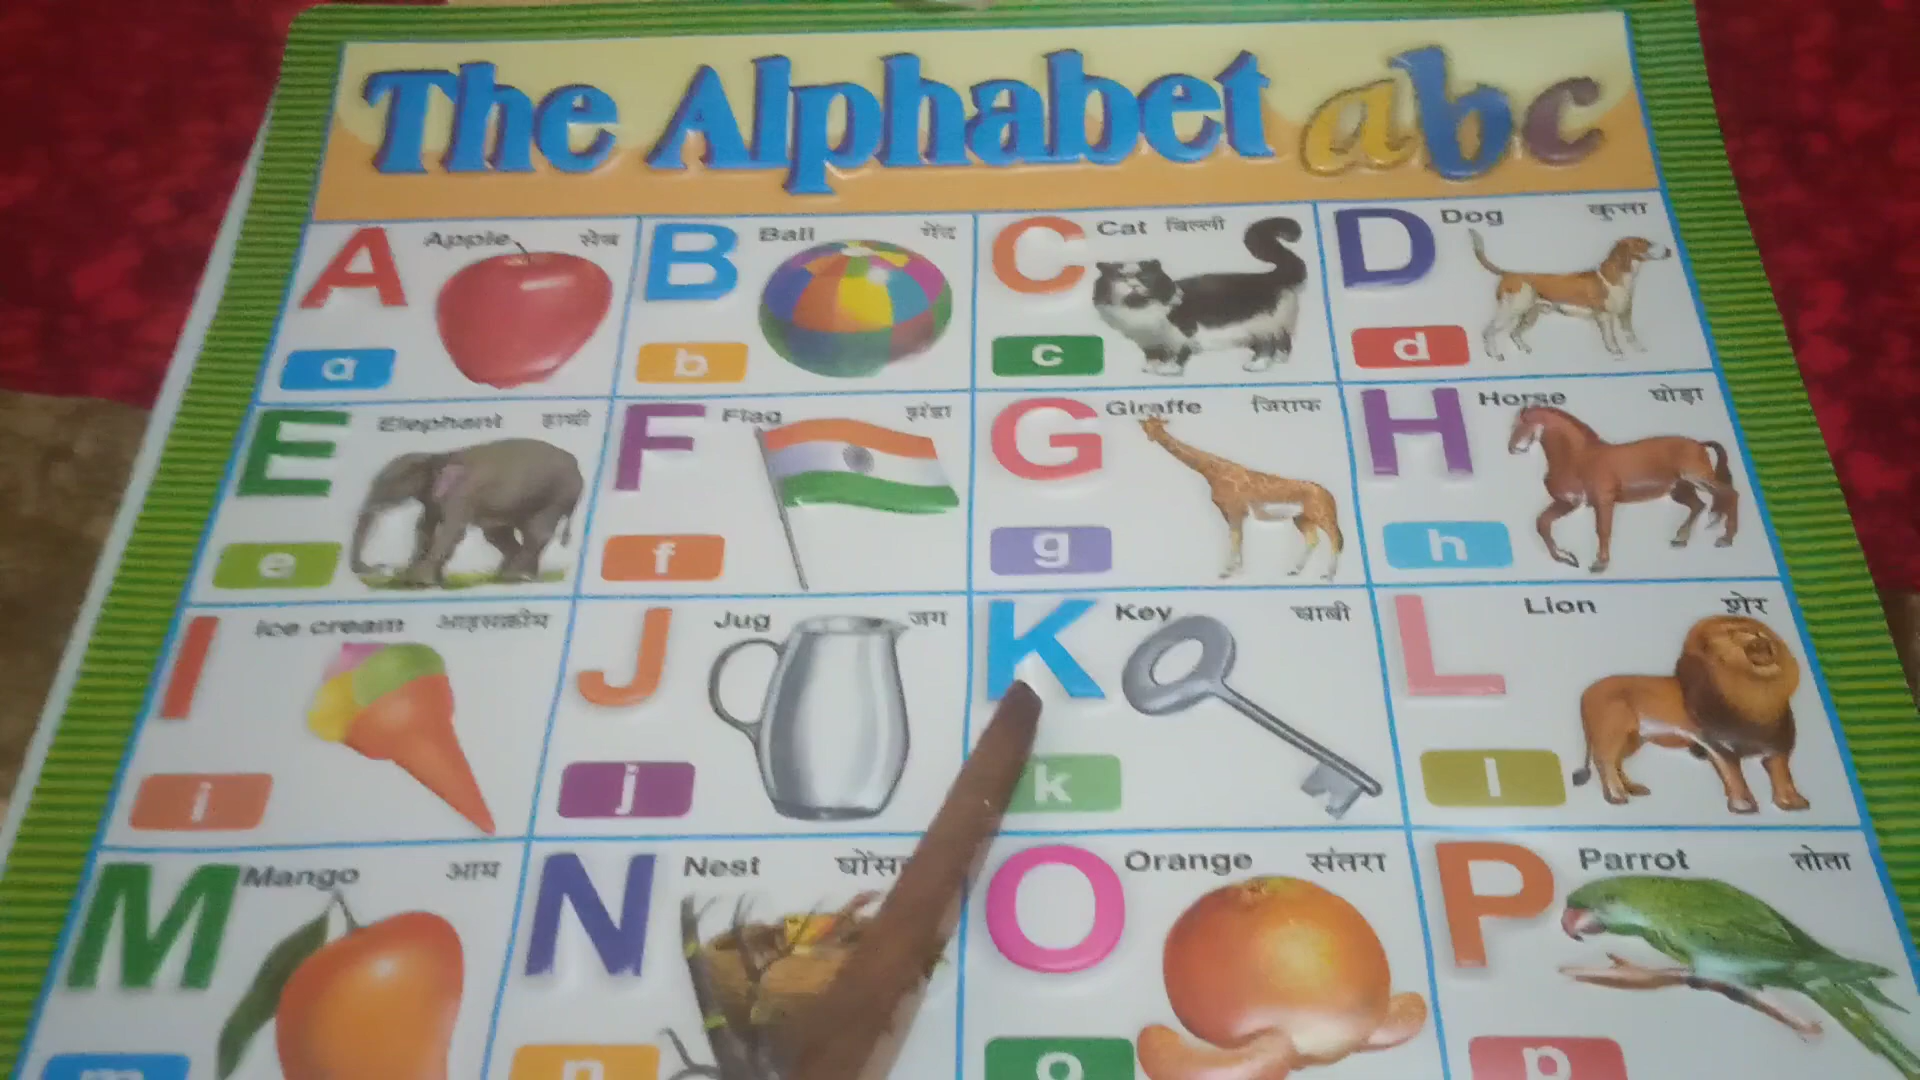 The Alphabet abc
A Apple सेब B Ball गेंद C Cat बिल्ली D Dog कुत्ता
a b c d
E Elephant हाथी F Flag झंडा G Giraffe जिराफ H Horse घोड़ा
e f g h
I Ice cream आइसक्रीम J Jug जग K Key चाबी L Lion शेर
i j k l
M Mango आम N Nest O Orange संतरा P Parrot तोता
m n o p